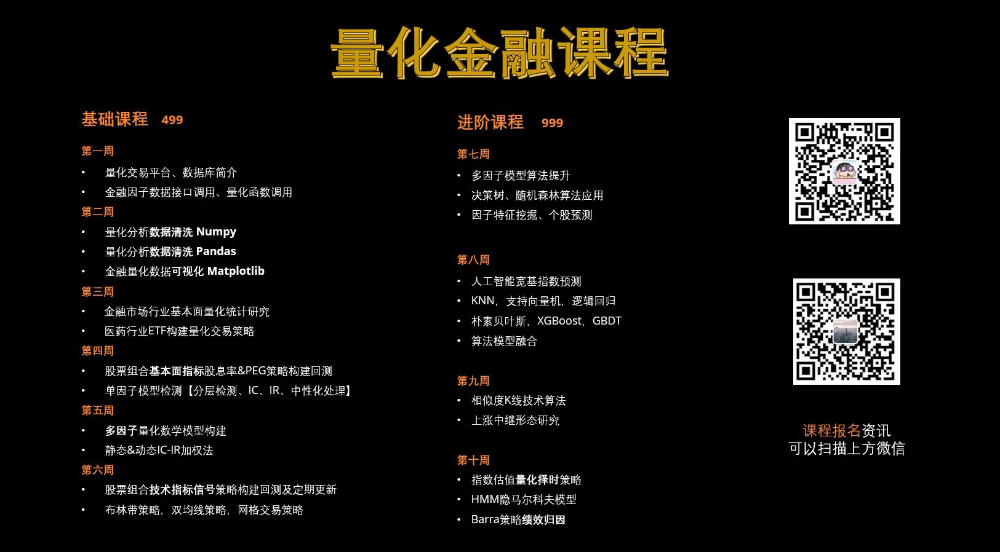 量化金融课程
基础课程 499
第一周
• 量化交易平台、数据库简介
• 金融因子数据接口调用、量化函数调用
第二周
• 量化分析数据清洗 Numpy
• 量化分析数据清洗 Pandas
• 金融量化数据可视化 Matplotlib
第三周
• 金融市场行业基本面量化统计研究
• 医药行业ETF构建量化交易策略
第四周
• 股票组合基本面指标股息率&PEG策略构建回测
• 单因子模型检测【分层检测、IC、IR、中性化处理】
第五周
• 多因子量化数学模型构建
• 静态&动态IC-IR加权法
第六周
• 股票组合技术指标信号策略构建回测及定期更新
• 布林带策略，双均线策略，网格交易策略
进阶课程 999
第七周
• 多因子模型算法提升
• 决策树、随机森林算法应用
• 因子特征挖掘、个股预测
第八周
• 人工智能宽基指数预测
• KNN，支持向量机，逻辑回归
• 朴素贝叶斯，XGBoost，GBDT
• 算法模型融合
第九周
• 相似度K线技术算法
• 上涨中继形态研究
第十周
• 指数估值量化择时策略
• HMM隐马尔科夫模型
• Barra策略绩效归因
课程报名资讯
可以扫描上方微信